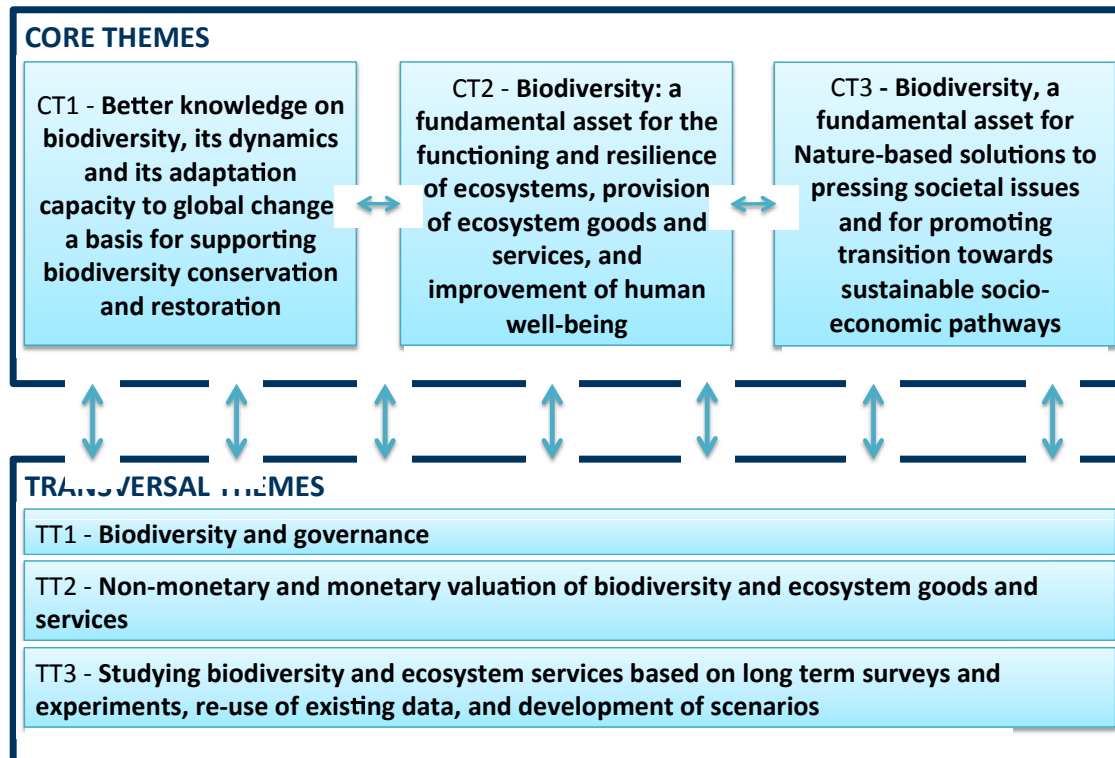 CORE THEMES
CT1 - Better knowledge on
biodiversity, its dynamics
and its adaptation
capacity to global change
a basis for supporting
biodiversity conservation
and restoration
CT2 - Biodiversity: a
fundamental asset for the
functioning and resilience
of ecosystems, provision
of ecosystem goods and
services, and
improvement of human
well-being
CT3 - Biodiversity, a
fundamental asset for
Nature-based solutions to
pressing societal issues
and for promoting
transition towards
sustainable socio-
economic pathways
TRANSVERSAL THEMES
TT1 - Biodiversity and governance
TT2 - Non-monetary and monetary valuation of biodiversity and ecosystem goods and
services
TT3 - Studying biodiversity and ecosystem services based on long term surveys and
experiments, re-use of existing data, and development of scenarios